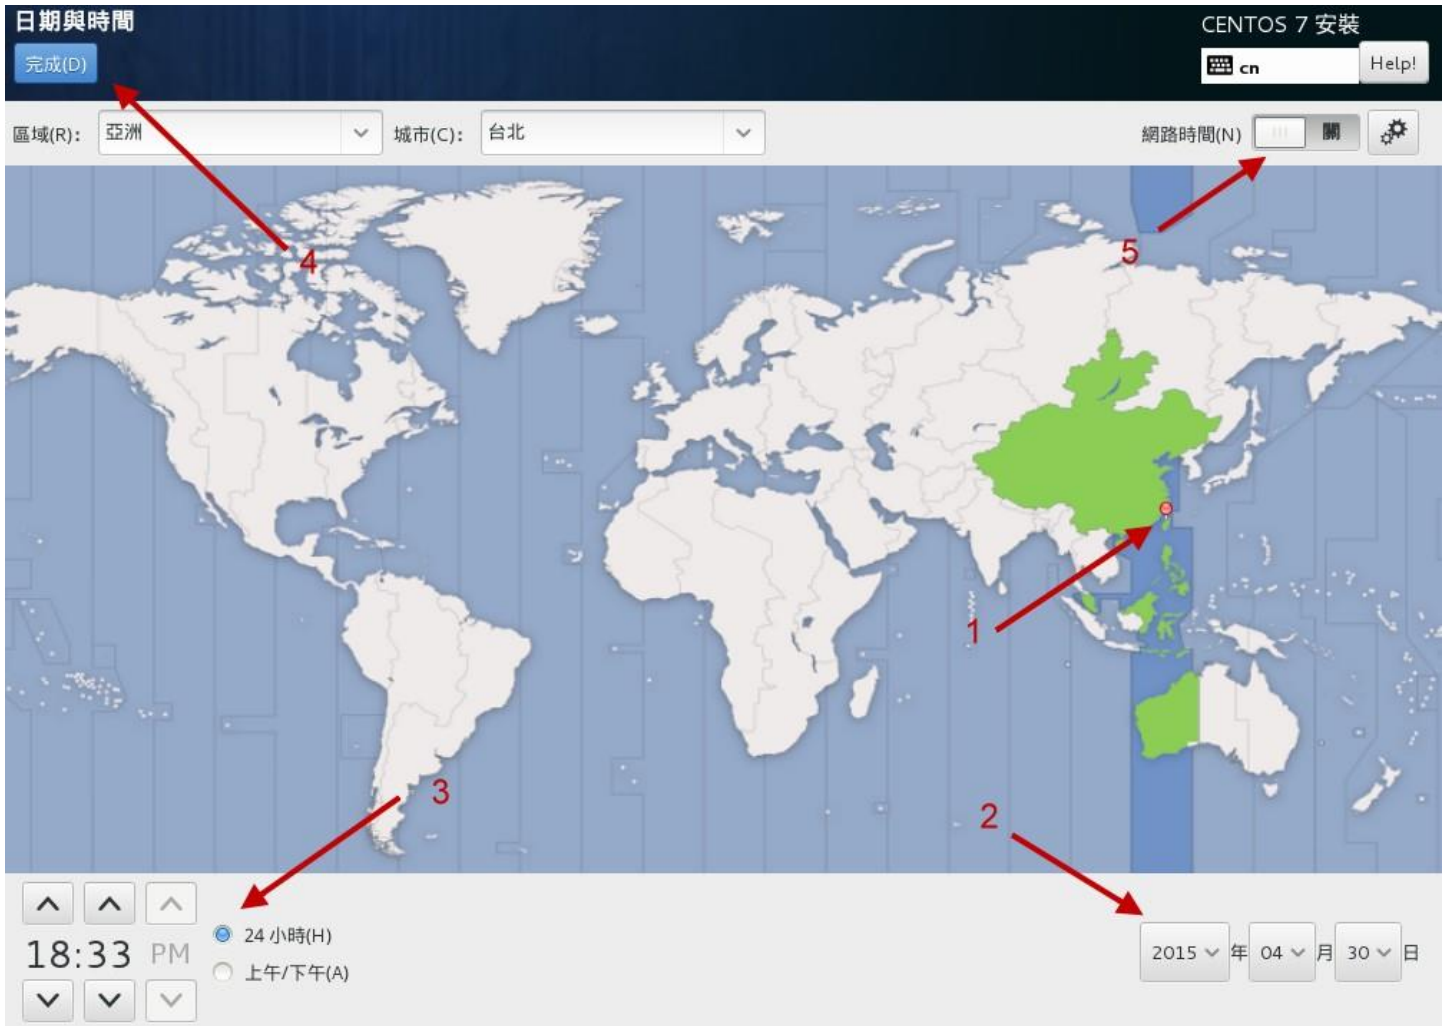 日期與時間
CENTOS 7 安裝
完成(D)
cn
Help!
區域(R): 亞洲 城市(C): 台北 網路時間(N) 關
4
5
1
3
2
18:33 PM
24 小時(H)
上午/下午(A)
2015 年 04 月 30 日